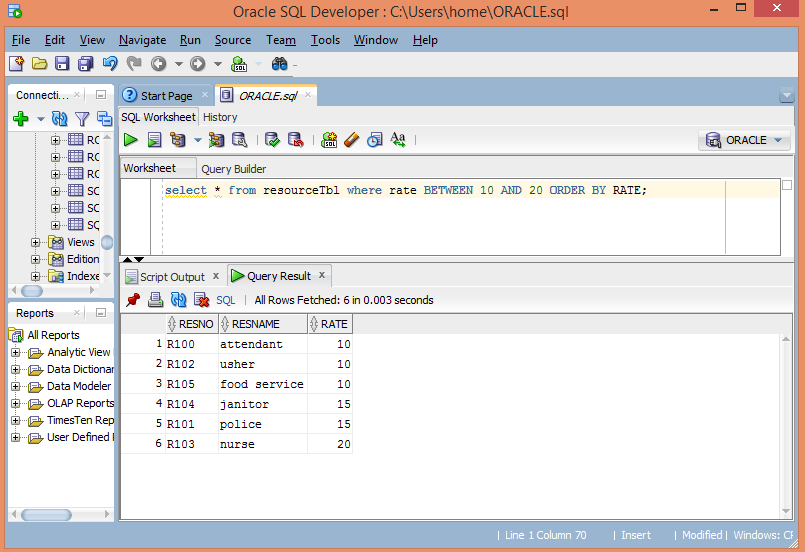 Oracle SQL Developer : C:\Users\home\ORACLE.sql
File Edit View Navigate Run Source Team Tools Window Help
Connecti...
RO
RO
RO
SC
SC
SQ
Views
Edition
Indexe
Reports
All Reports
Analytic View
Data Dictionar
Data Modeler
OLAP Reports
TimesTen Rep
User Defined
Start Page ORACLE.sql
SQL Worksheet History
ORACLE
Worksheet Query Builder
select * from resourceTbl where rate BETWEEN 10 AND 20 ORDER BY RATE;
Script Output x Query Result x
SQL | All Rows Fetched: 6 in 0.003 seconds
RESNO RESNAME RATE
1 R100 attendant 10
2 R102 usher 10
3 R105 food service 10
4 R104 janitor 15
5 R101 police 15
6 R103 nurse 20
| Line 1 Column 70 | Insert | Modified | Windows: CF